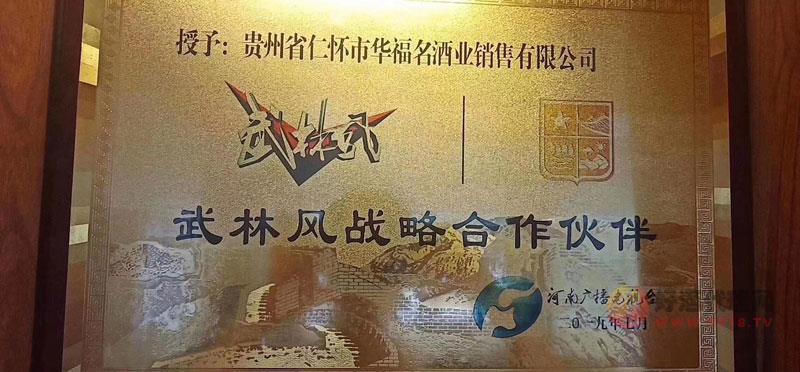 授予：贵州省仁怀市华福名酒业销售有限公司
武林风
武林风战略合作伙伴
河南广播电视台
二〇一九年七月